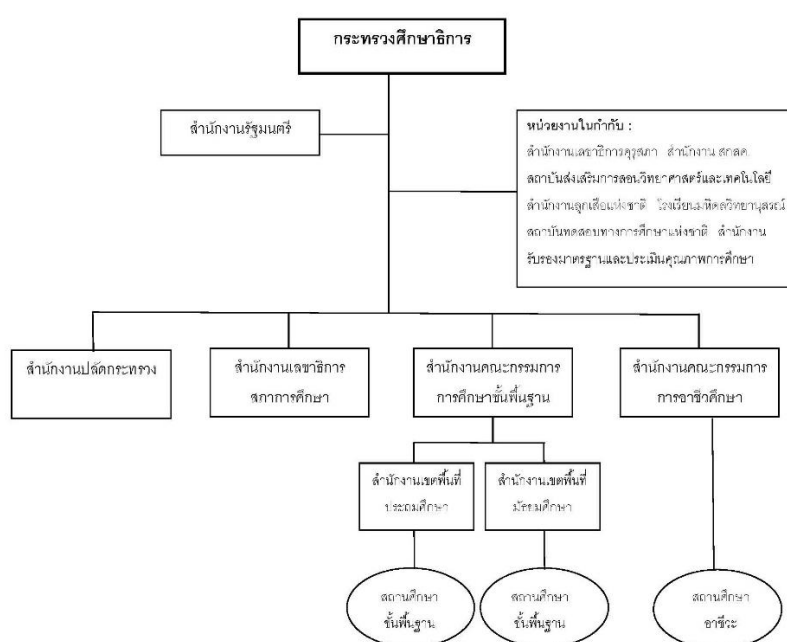 กระทรวงศึกษาธิการ
สำนักงานรัฐมนตรี
หน่วยงานในกำกับ :
สำนักงานเลขาธิการคุรุสภา สำนักงาน สกสค.
สถาบันส่งเสริมการสอนวิทยาศาสตร์และเทคโนโลยี
สำนักงานลูกเสือแห่งชาติ โรงเรียนมหิดลวิทยานุสรณ์
สถาบันทดสอบทางการศึกษาแห่งชาติ สำนักงาน
รับรองมาตรฐานและประเมินคุณภาพการศึกษา
สำนักงานปลัดกระทรวง
สำนักงานเลขาธิการ
สภาการศึกษา
สำนักงานคณะกรรมการ
การศึกษาขั้นพื้นฐาน
สำนักงานคณะกรรมการ
การอาชีวศึกษา
สำนักงานเขตพื้นที่
ประถมศึกษา
สำนักงานเขตพื้นที่
มัธยมศึกษา
สถานศึกษา
ขั้นพื้นฐาน
สถานศึกษา
ขั้นพื้นฐาน
สถานศึกษา
อาชีวะ